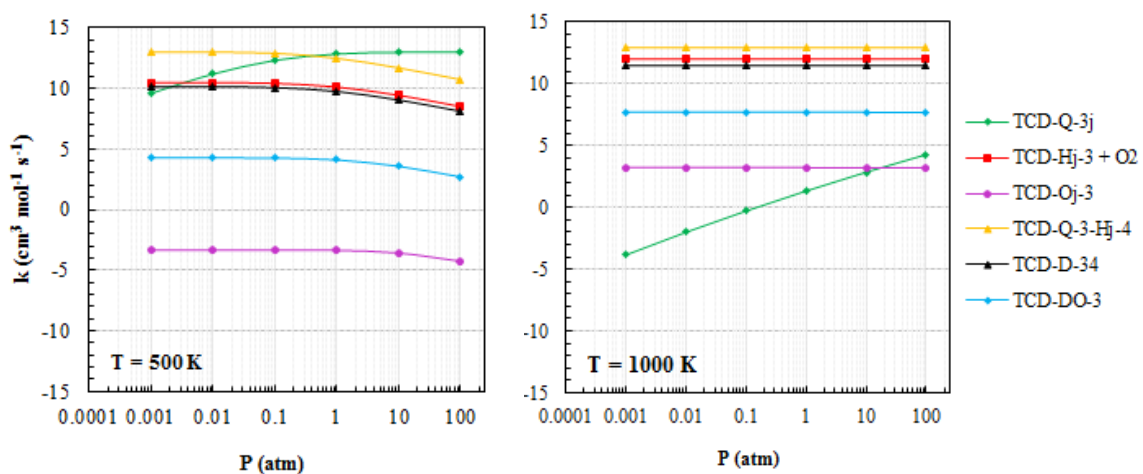 15
10
5
0
-5
-10
-15
k (cm³ mol⁻¹ s⁻¹)
T = 500 K
0.0001 0.001 0.01 0.1 1 10 100
P (atm)
15
10
5
0
-5
-10
-15
T = 1000 K
0.0001 0.001 0.01 0.1 1 10 100
P (atm)
TCD-Q-3j
TCD-Hj-3 + O2
TCD-Oj-3
TCD-Q-3-Hj-4
TCD-D-34
TCD-DO-3